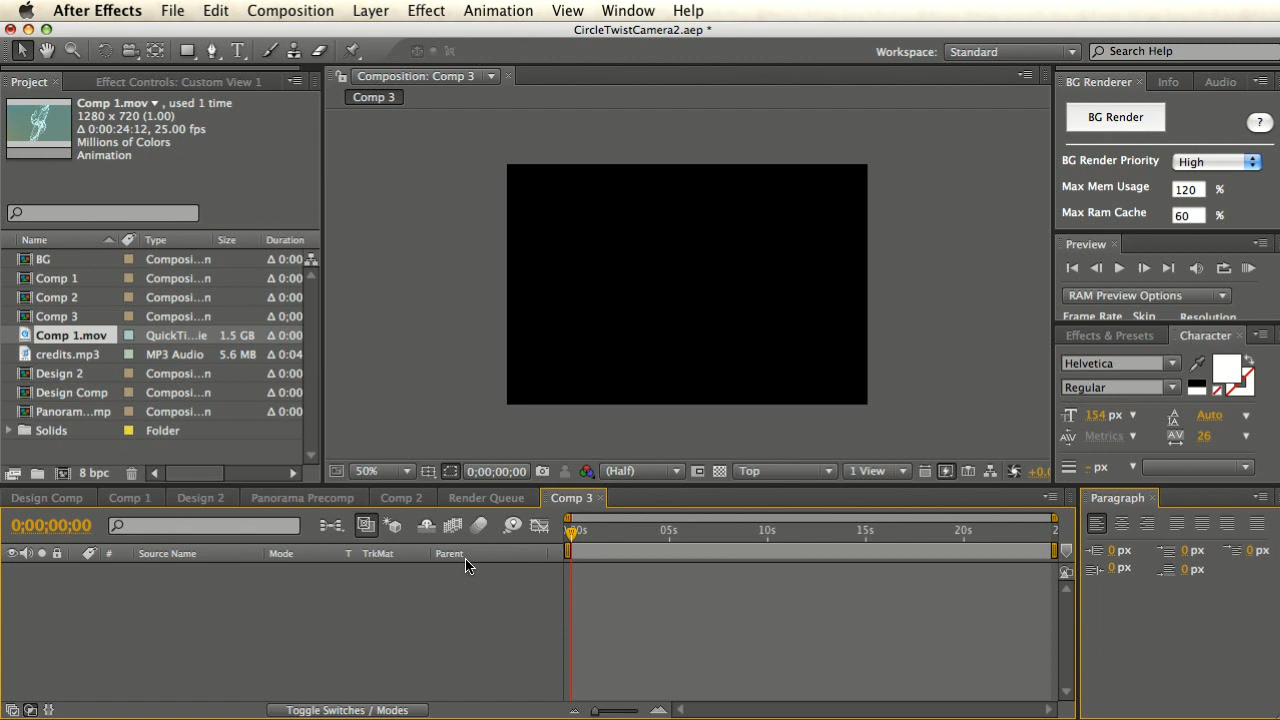 After Effects File Edit Composition Layer Effect Animation View Window Help
CircleTwistCamera2.aep *
Workspace: Standard Search Help
Project Effect Controls: Custom View 1
Comp 1.mov , used 1 time
1280 x 720 (1.00)
Δ 0:00:24:12, 25.00 fps
Millions of Colors
Animation
Composition: Comp 3
Comp 3
BG Renderer Info Audio
BG Render ?
BG Render Priority High
Max Mem Usage 120 %
Max Ram Cache 60 %
Preview
RAM Preview Options
Frame Rate Skip Resolution
Effects & Presets Character
Helvetica
Regular
154 px Auto
Metrics 26
- px
Name Type Size Duration
BG Composi...n Δ 0:00
Comp 1 Composi...n Δ 0:00
Comp 2 Composi...n Δ 0:00
Comp 3 Composi...n Δ 0;00
Comp 1.mov QuickTi...ie 1.5 GB Δ 0:00
credits.mp3 MP3 Audio 5.6 MB Δ 0:04
Design 2 Composi...n Δ 0:00
Design Comp Composi...n Δ 0:00
Panoram...mp Composi...n Δ 0:00
Solids Folder
8 bpc
50% 0;00;00;00 (Half) Top 1 View +0.0
Design Comp Comp 1 Design 2 Panorama Precomp Comp 2 Render Queue Comp 3
0;00;00;00
# Source Name Mode T TrkMat Parent
00s 05s 10s 15s 20s 2
Toggle Switches / Modes
Paragraph
0 px 0 px 0 px
0 px 0 px